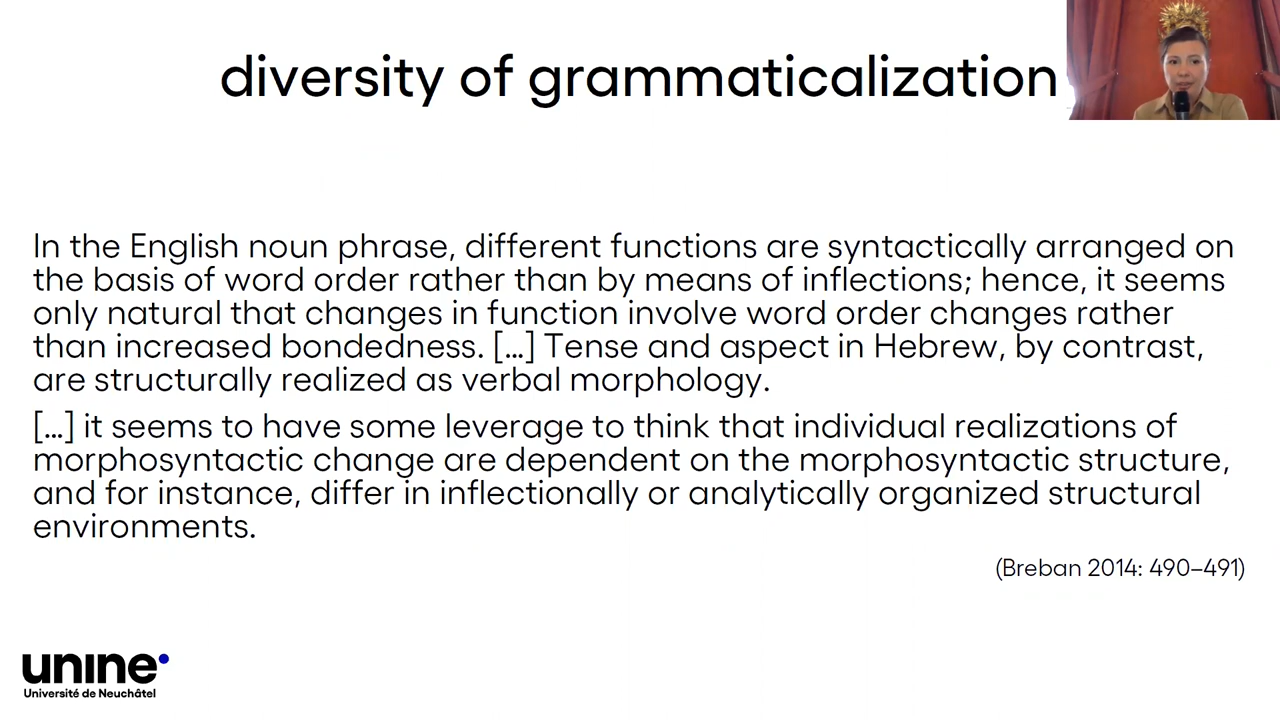 diversity of grammaticalization
In the English noun phrase, different functions are syntactically arranged on
the basis of word order rather than by means of inflections; hence, it seems
only natural that changes in function involve word order changes rather
than increased bondedness. […] Tense and aspect in Hebrew, by contrast,
are structurally realized as verbal morphology.
[…] it seems to have some leverage to think that individual realizations of
morphosyntactic change are dependent on the morphosyntactic structure,
and for instance, differ in inflectionally or analytically organized structural
environments.
(Breban 2014: 490–491)
unine
Université de Neuchâtel